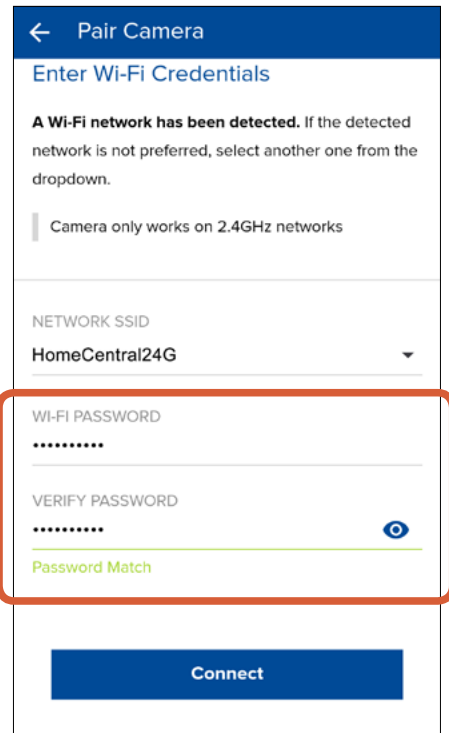 Pair Camera
Enter Wi-Fi Credentials
A Wi-Fi network has been detected. If the detected
network is not preferred, select another one from the
dropdown.
Camera only works on 2.4GHz networks
NETWORK SSID
HomeCentral24G
WI-FI PASSWORD
••••••••••
VERIFY PASSWORD
••••••••••
Password Match
Connect